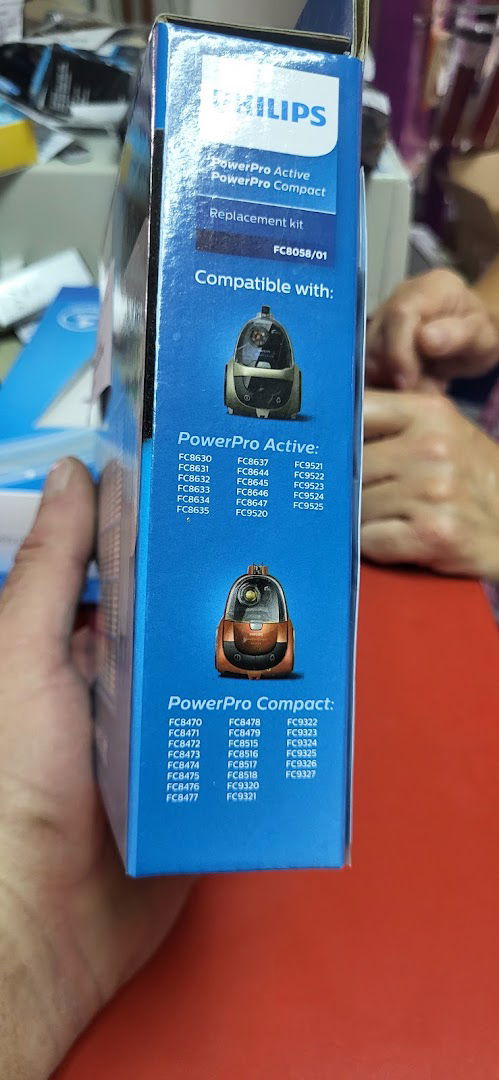 PHILIPS
PowerPro Active
PowerPro Compact
Replacement kit
FC8058/01
Compatible with:
PowerPro Active:
FC8630 FC8637 FC9521
FC8631 FC8644 FC9522
FC8632 FC8645 FC9523
FC8633 FC8646 FC9524
FC8634 FC8647 FC9525
FC8635 FC9520
PHILIPS
PowerPro Compact:
FC8470 FC8478 FC9322
FC8471 FC8479 FC9323
FC8472 FC8515 FC9324
FC8473 FC8516 FC9325
FC8474 FC8517 FC9326
FC8475 FC8518 FC9327
FC8476 FC9320
FC8477 FC9321